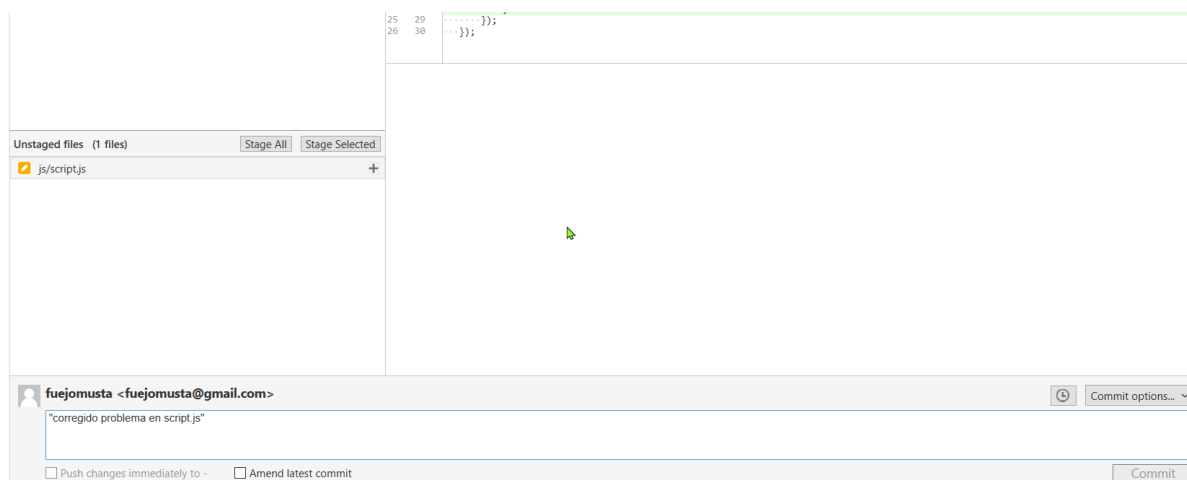 25 29 });
26 30 });
Unstaged files (1 files) Stage All Stage Selected
js/script.js +
fuejomusta <fuejomusta@gmail.com> Commit options...
"corregido problema en script.js"
Push changes immediately to - Amend latest commit Commit